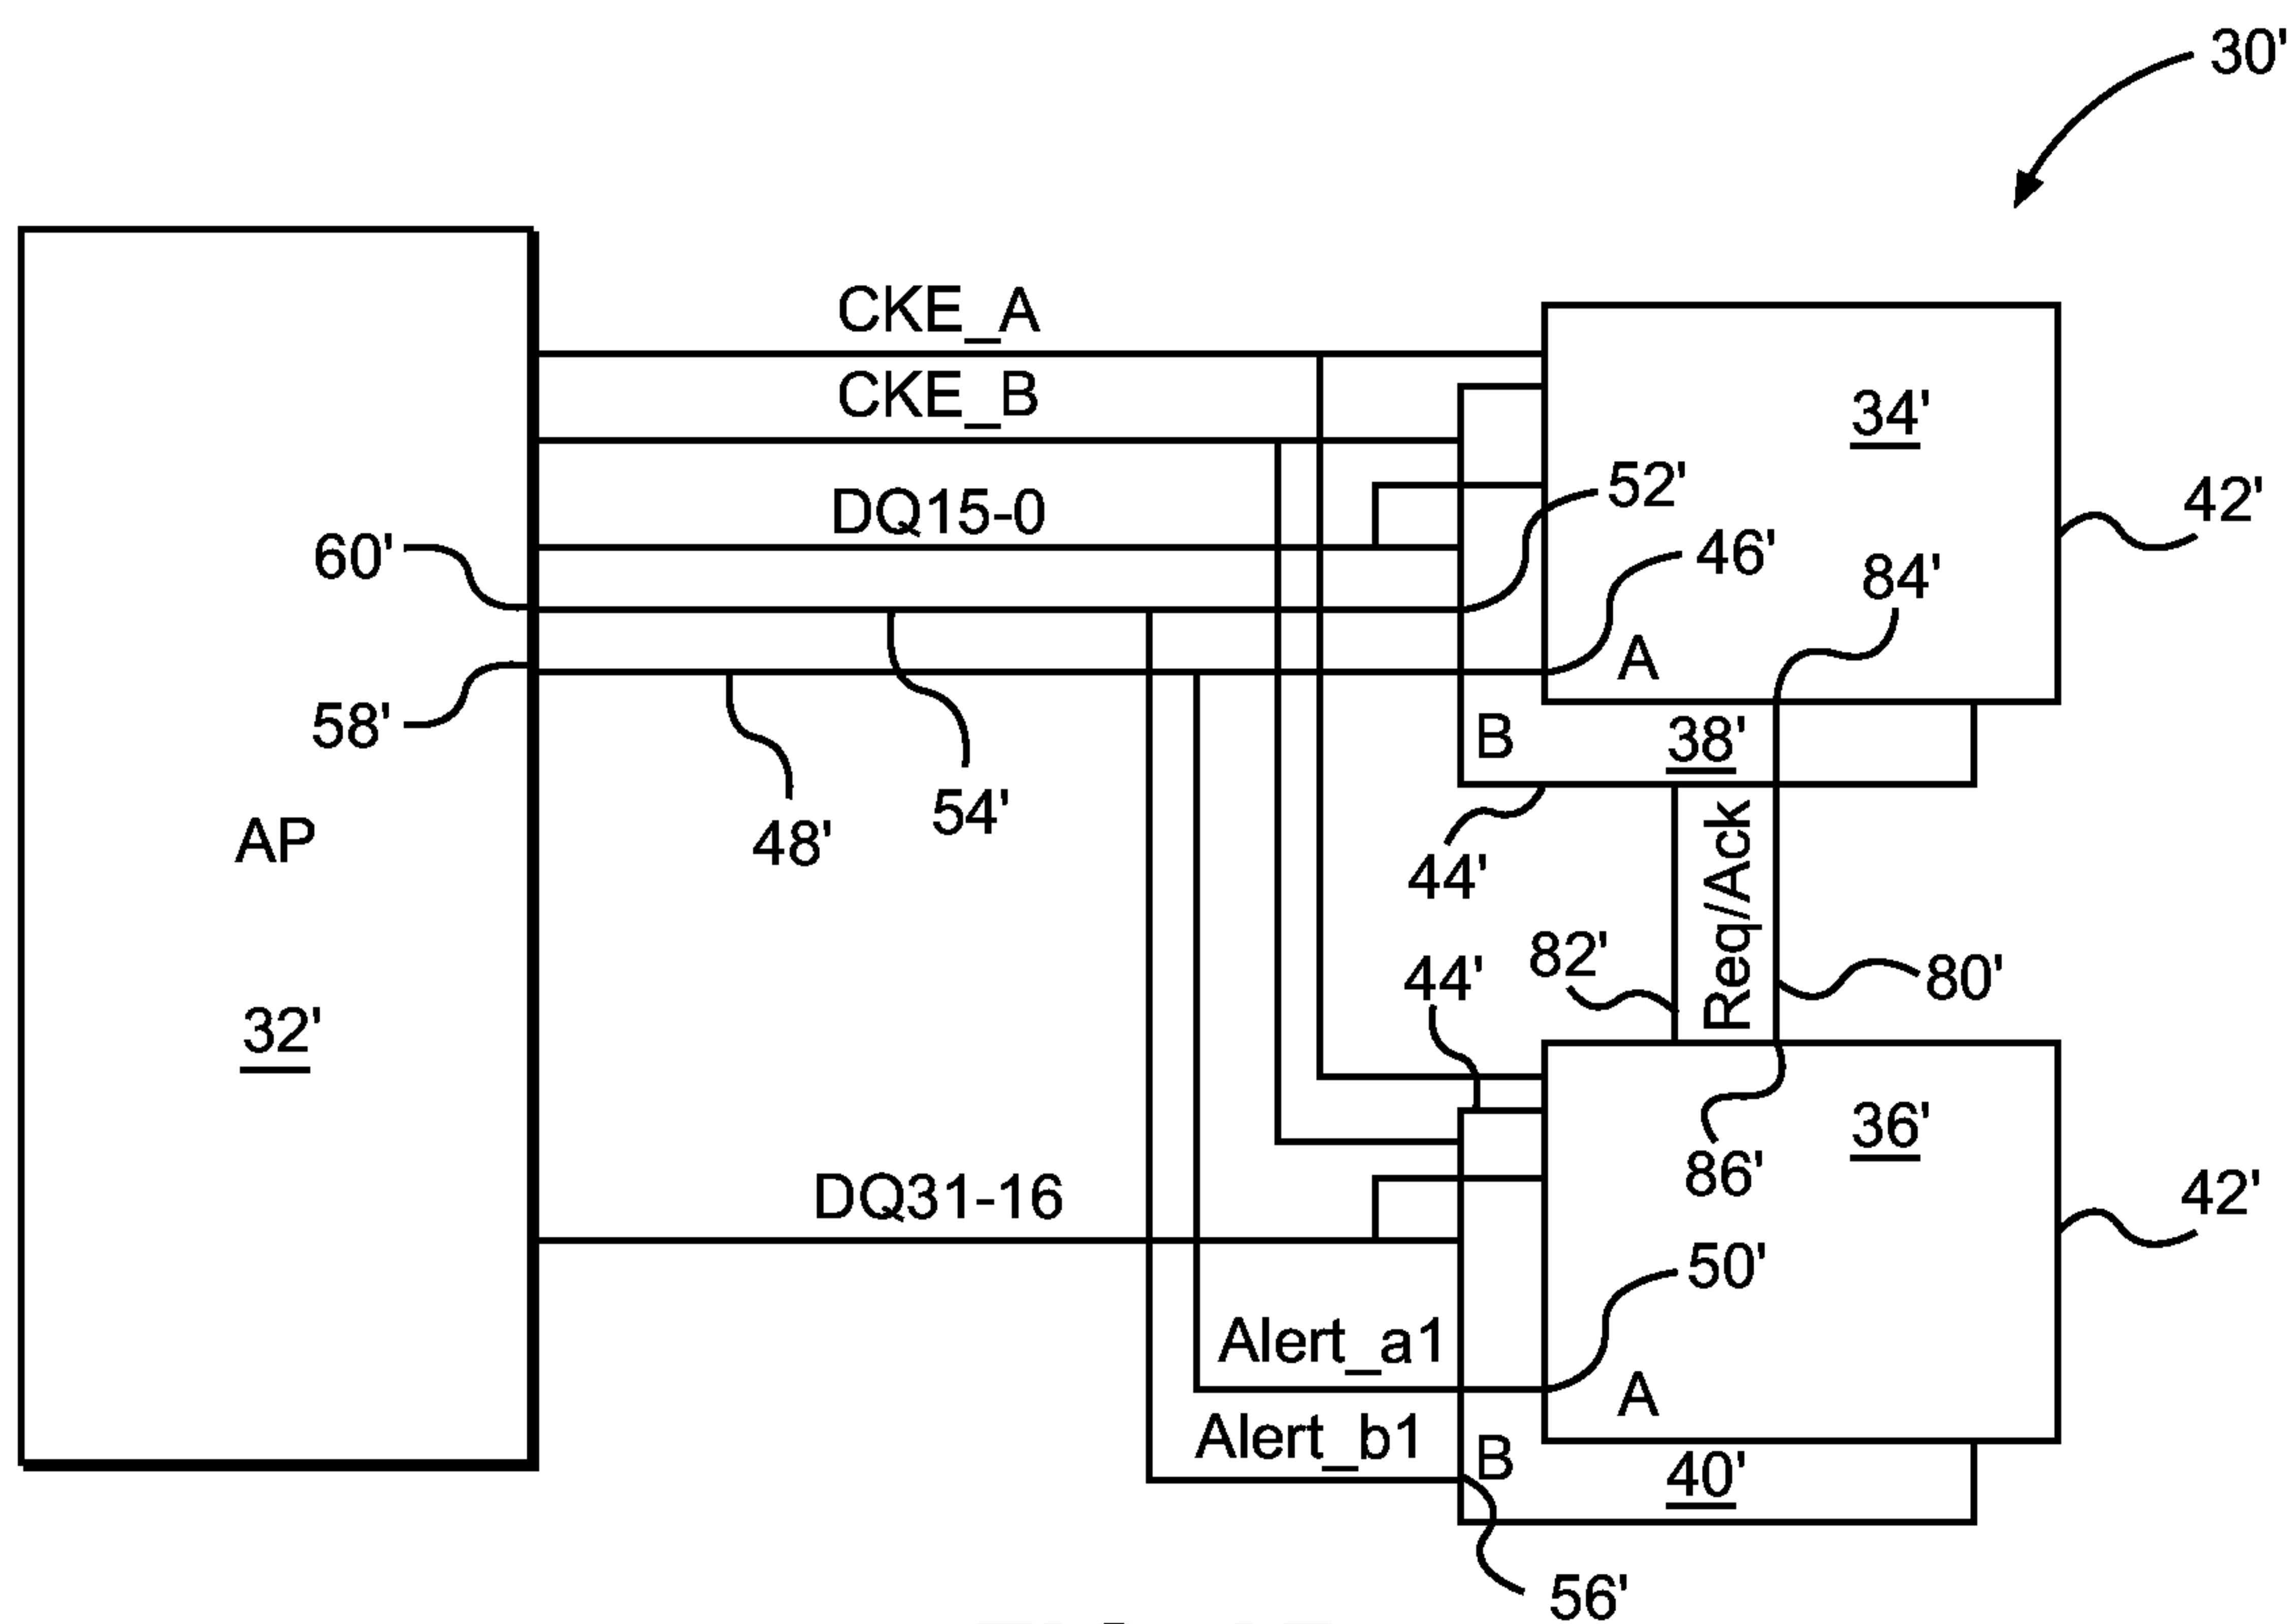 30'
CKE_A
CKE_B
34'
52'
42'
DQ15-0
60'
46'
84'
A
58'
B
38'
54'
48'
AP
44'
Req/Ack
82'
80'
44'
32'
36'
86'
DQ31-16
42'
50'
Alert_a1
A
Alert_b1
B
40'
56'